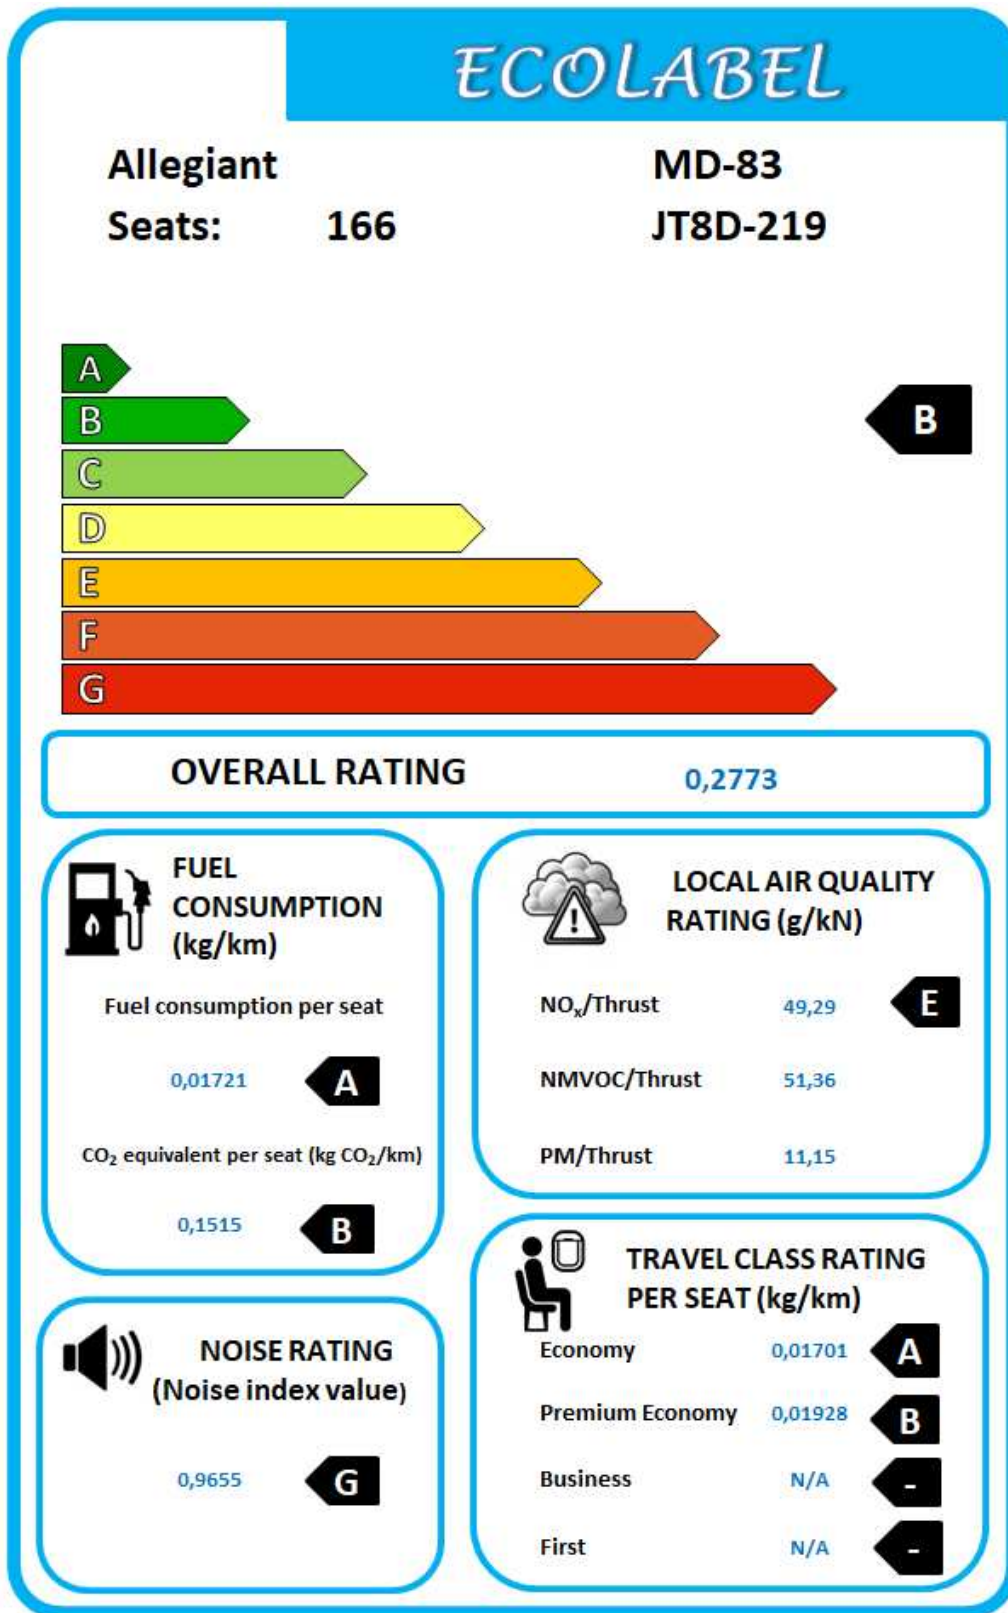 ECOLABEL
Allegiant MD-83
Seats: 166 JT8D-219
A
B
B
C
D
E
F
G
OVERALL RATING 0,2773
FUEL
CONSUMPTION
(kg/km)
Fuel consumption per seat
0,01721 A
CO₂ equivalent per seat (kg CO₂/km)
0,1515 B
LOCAL AIR QUALITY
RATING (g/kN)
NOₓ/Thrust 49,29 E
NMVOC/Thrust 51,36
PM/Thrust 11,15
NOISE RATING
(Noise index value)
0,9655 G
TRAVEL CLASS RATING
PER SEAT (kg/km)
Economy 0,01701 A
Premium Economy 0,01928 B
Business N/A -
First N/A -